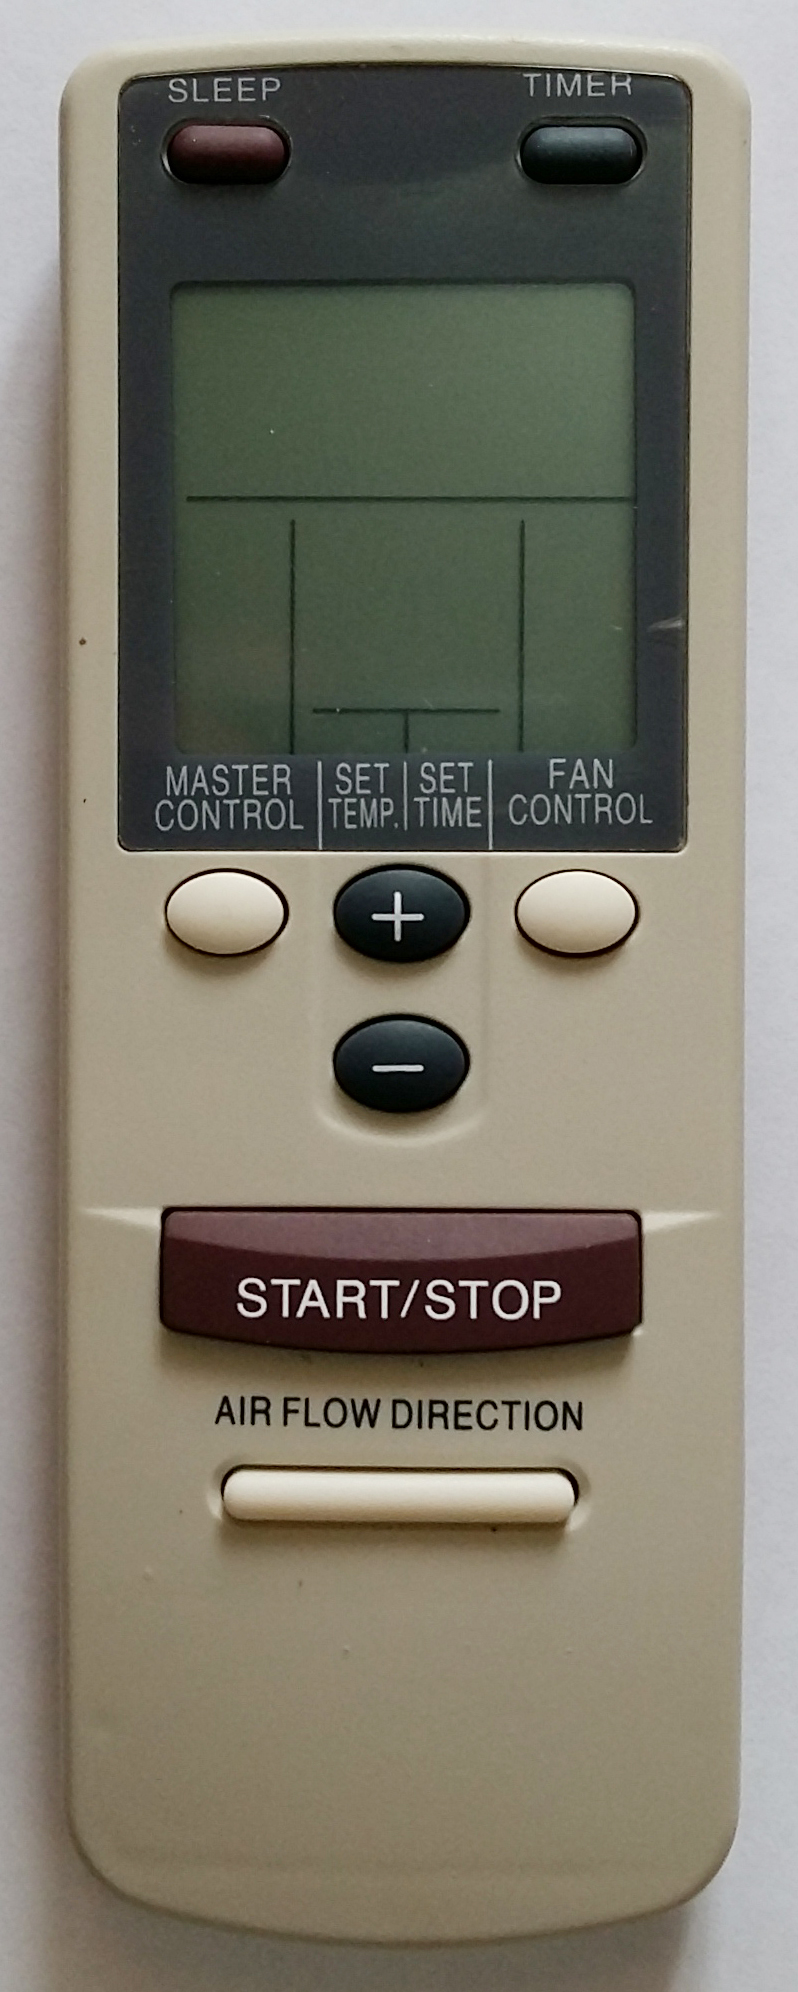 SLEEP TIMER
MASTER CONTROL
SET TEMP.
SET TIME
FAN CONTROL
+
−
START/STOP
AIR FLOW DIRECTION